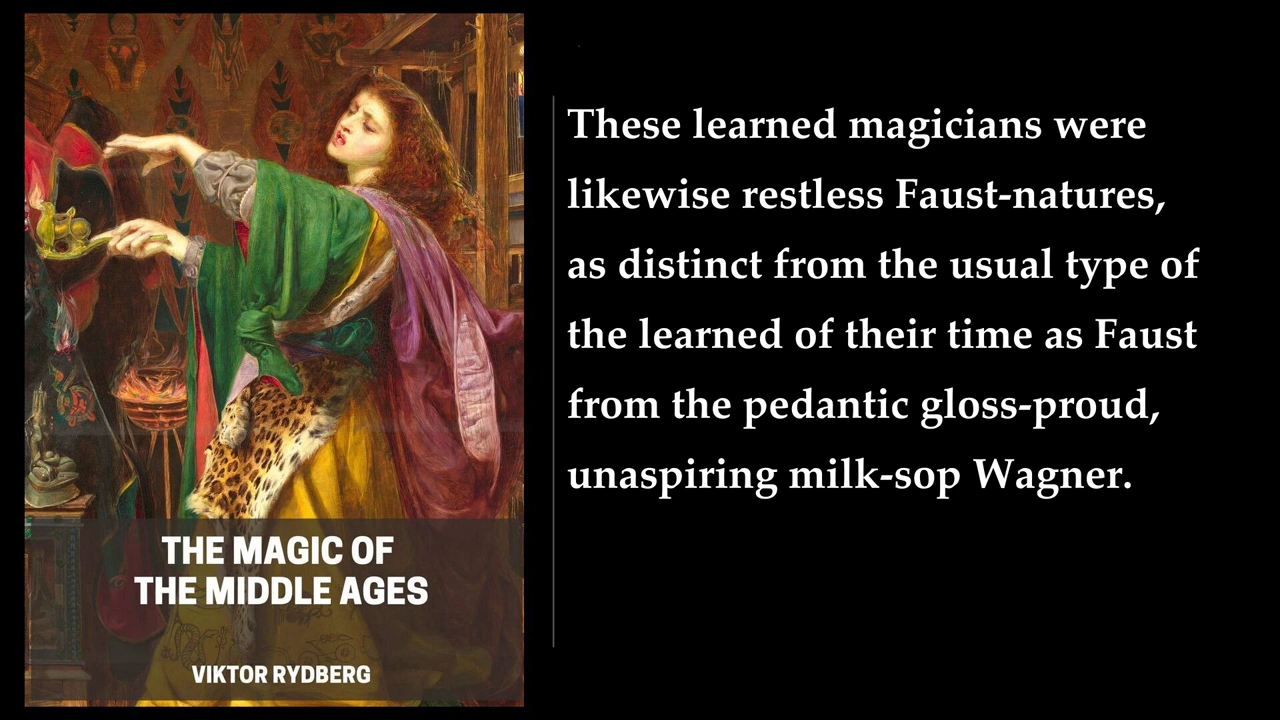 These learned magicians were
likewise restless Faust-natures,
as distinct from the usual type of
the learned of their time as Faust
from the pedantic gloss-proud,
unaspiring milk-sop Wagner.
THE MAGIC OF
THE MIDDLE AGES
VIKTOR RYDBERG